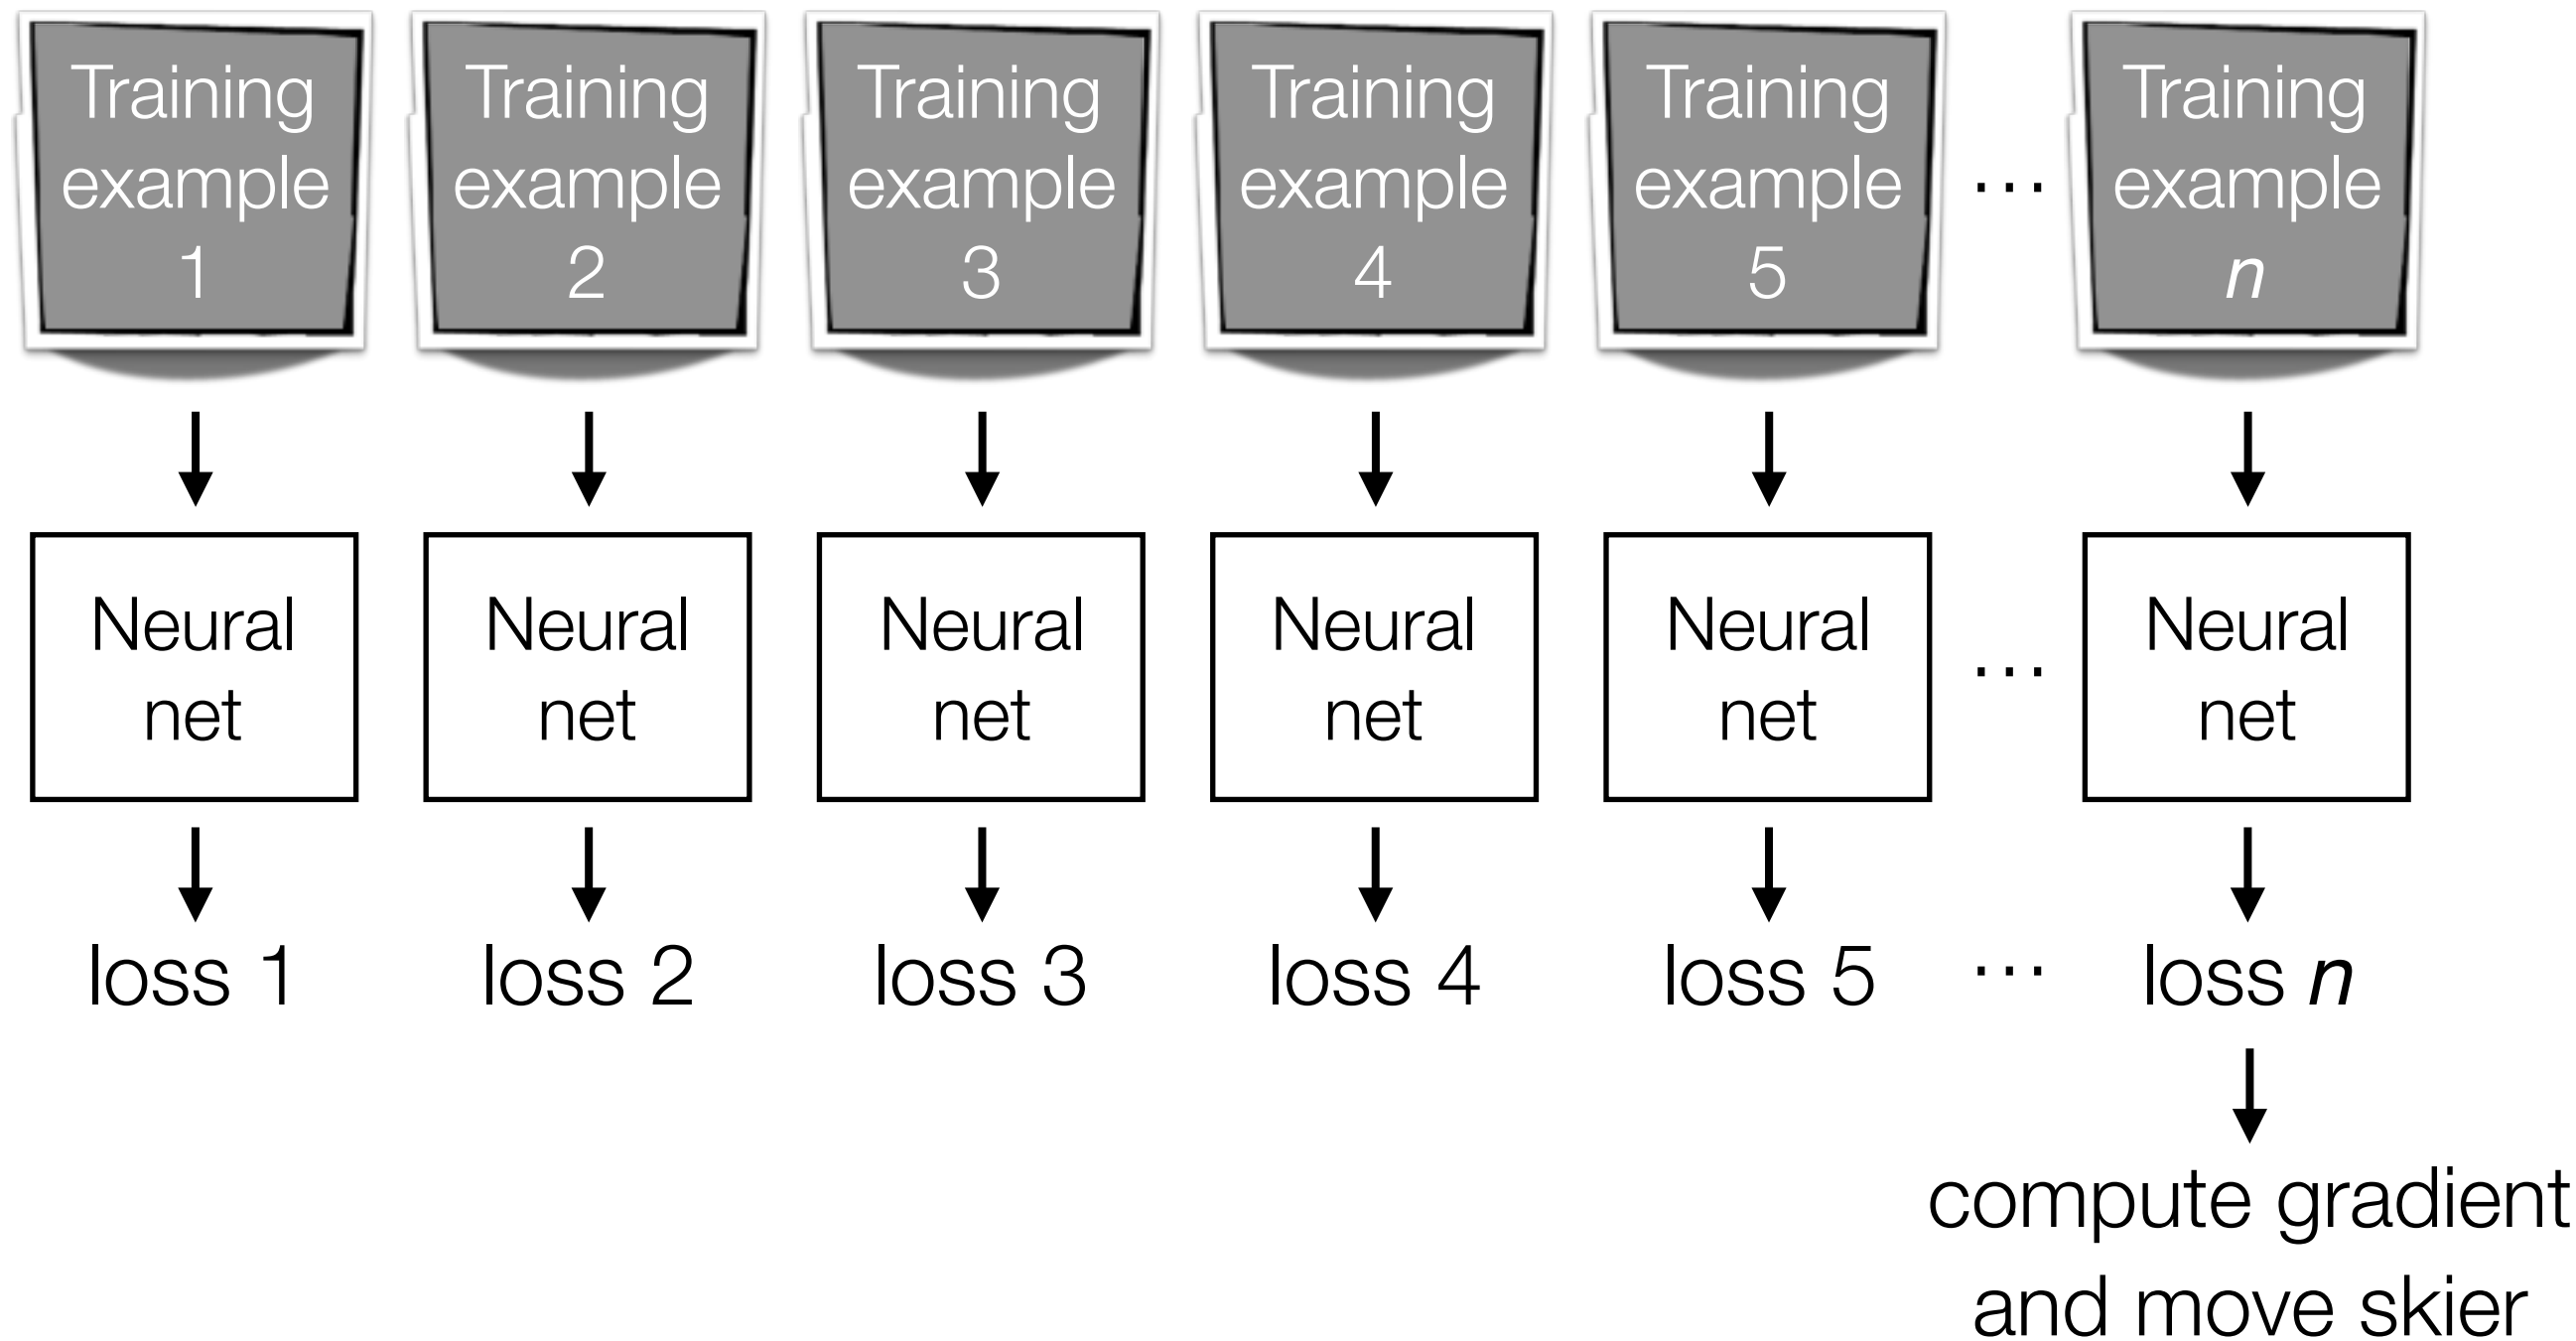 Training
example
1
Training
example
2
Training
example
3
Training
example
4
Training
example
5
...
Training
example
n
Neural
net
Neural
net
Neural
net
Neural
net
Neural
net
...
Neural
net
loss 1
loss 2
loss 3
loss 4
loss 5
...
loss n
compute gradient
and move skier